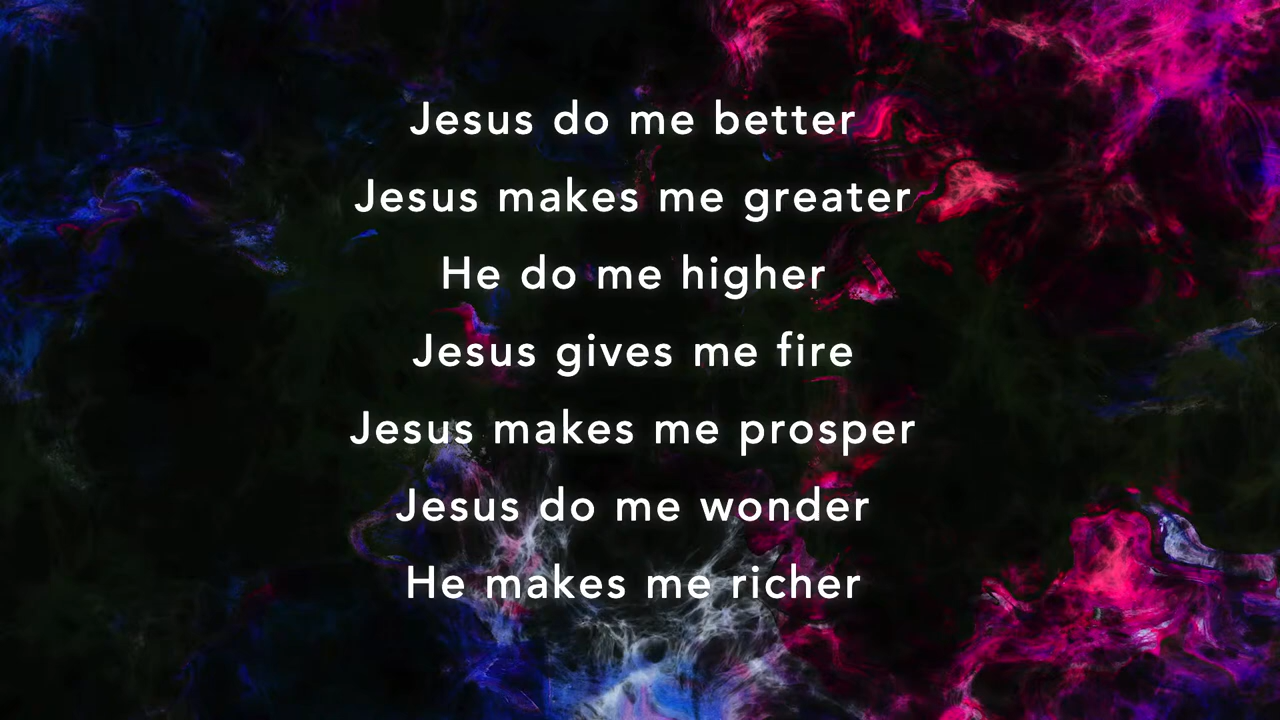 Jesus do me better
Jesus makes me greater
He do me higher
Jesus gives me fire
Jesus makes me prosper
Jesus do me wonder
He makes me richer